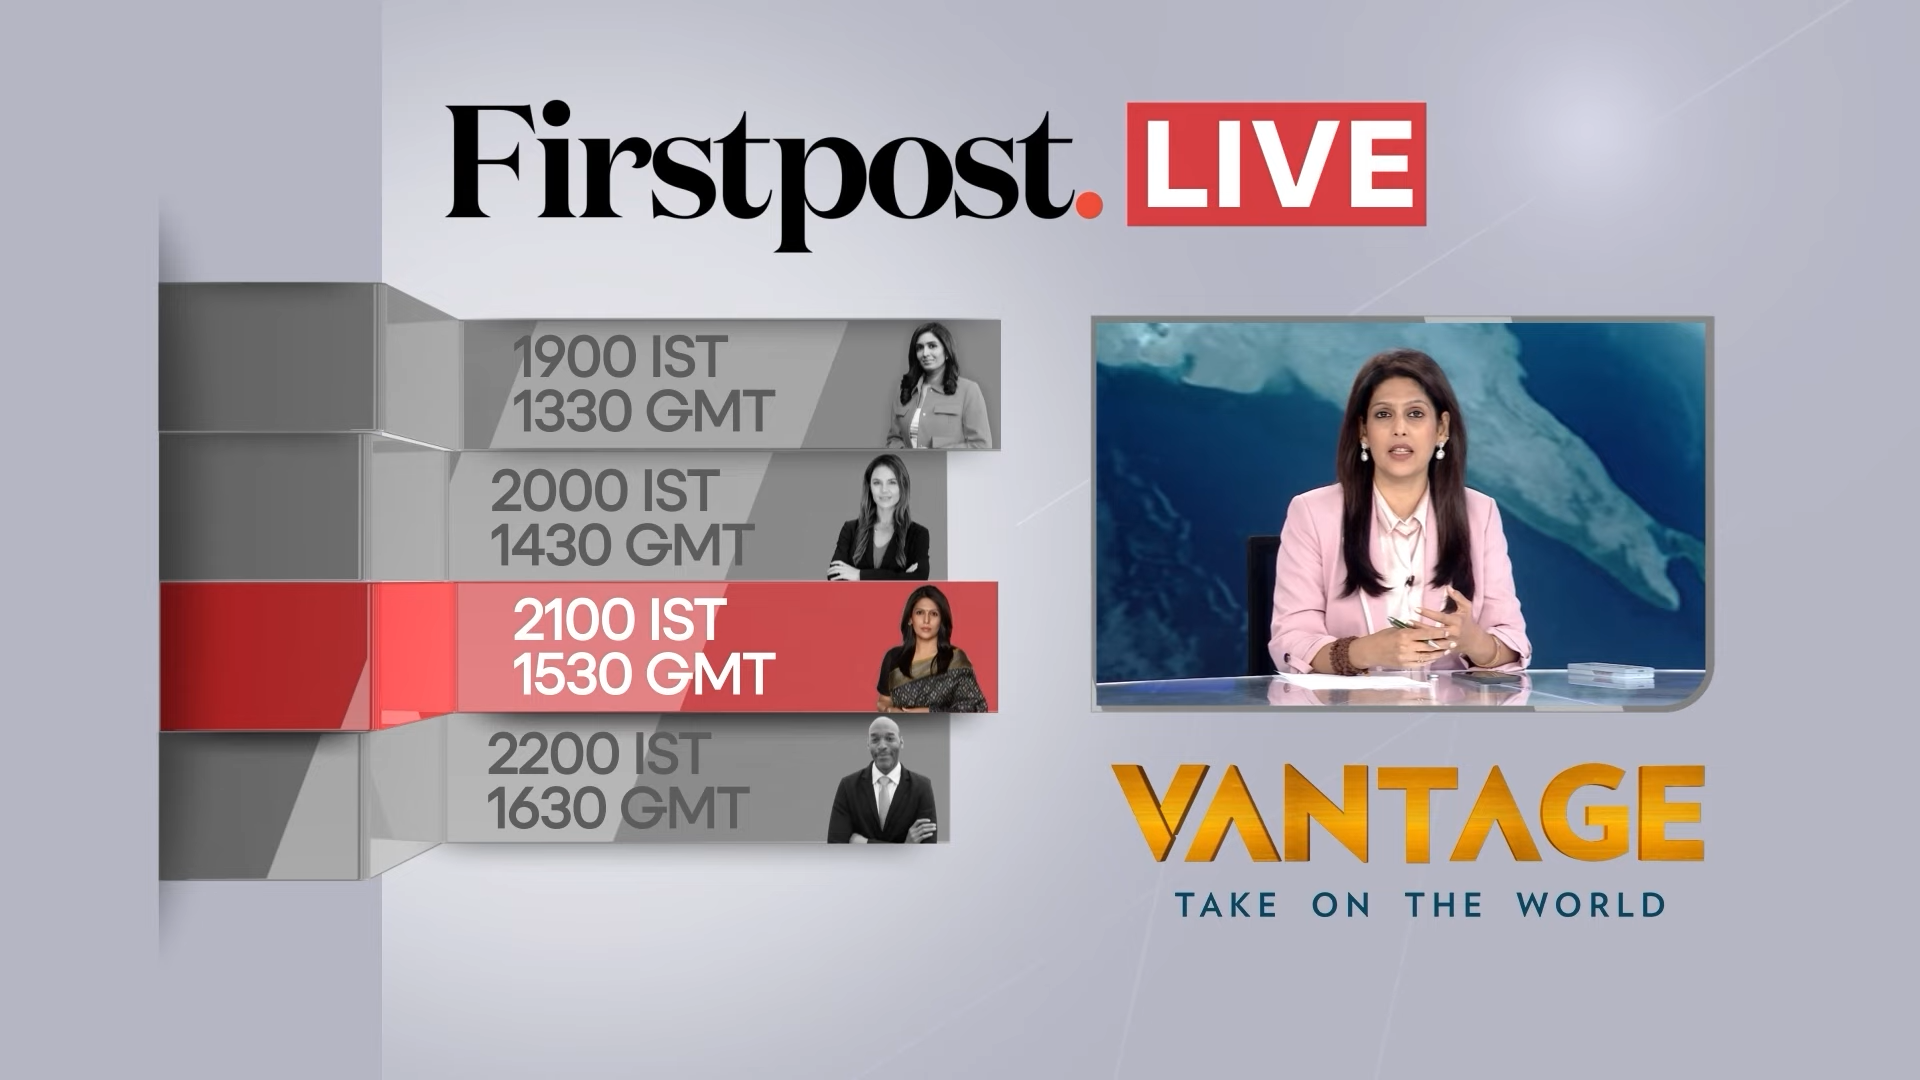 Firstpost. LIVE
1900 IST
1330 GMT
2000 IST
1430 GMT
2100 IST
1530 GMT
2200 IST
1630 GMT
VANTAGE
TAKE ON THE WORLD